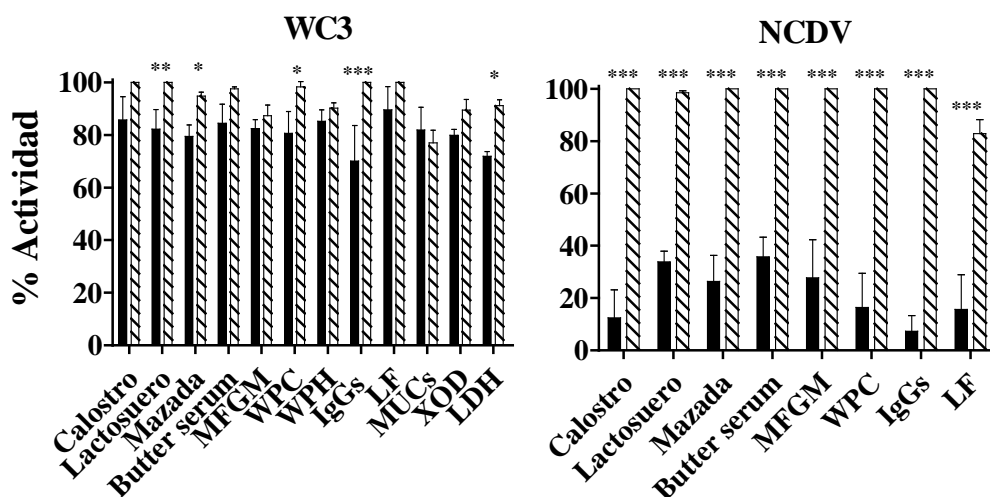 WC3
** * * *** *
% Actividad
100
80
60
40
20
0
Calostro
Lactosuero
Mazada
Butter serum
MFGM
WPC
WPH
IgGs
LF
MUCs
XOD
LDH
NCDV
*** *** *** *** *** *** *** ***
100
80
60
40
20
0
Calostro
Lactosuero
Mazada
Butter serum
MFGM
WPC
IgGs
LF